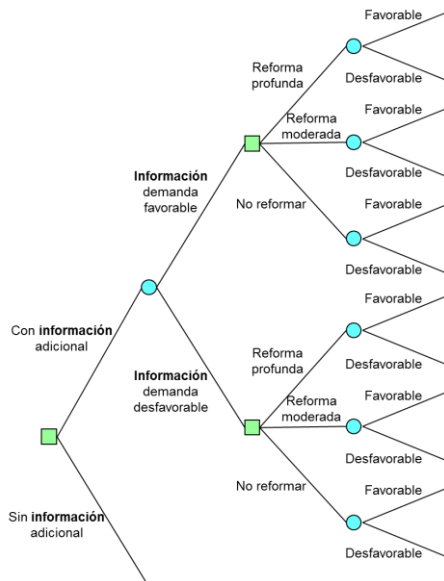 Favorable
Reforma
profunda
Desfavorable
Favorable
Reforma
moderada
Información
demanda
favorable
Desfavorable
No reformar
Favorable
Desfavorable
Favorable
Con información
adicional
Información
demanda
desfavorable
Reforma
profunda
Desfavorable
Favorable
Reforma
moderada
Desfavorable
No reformar
Favorable
Sin información
adicional
Desfavorable